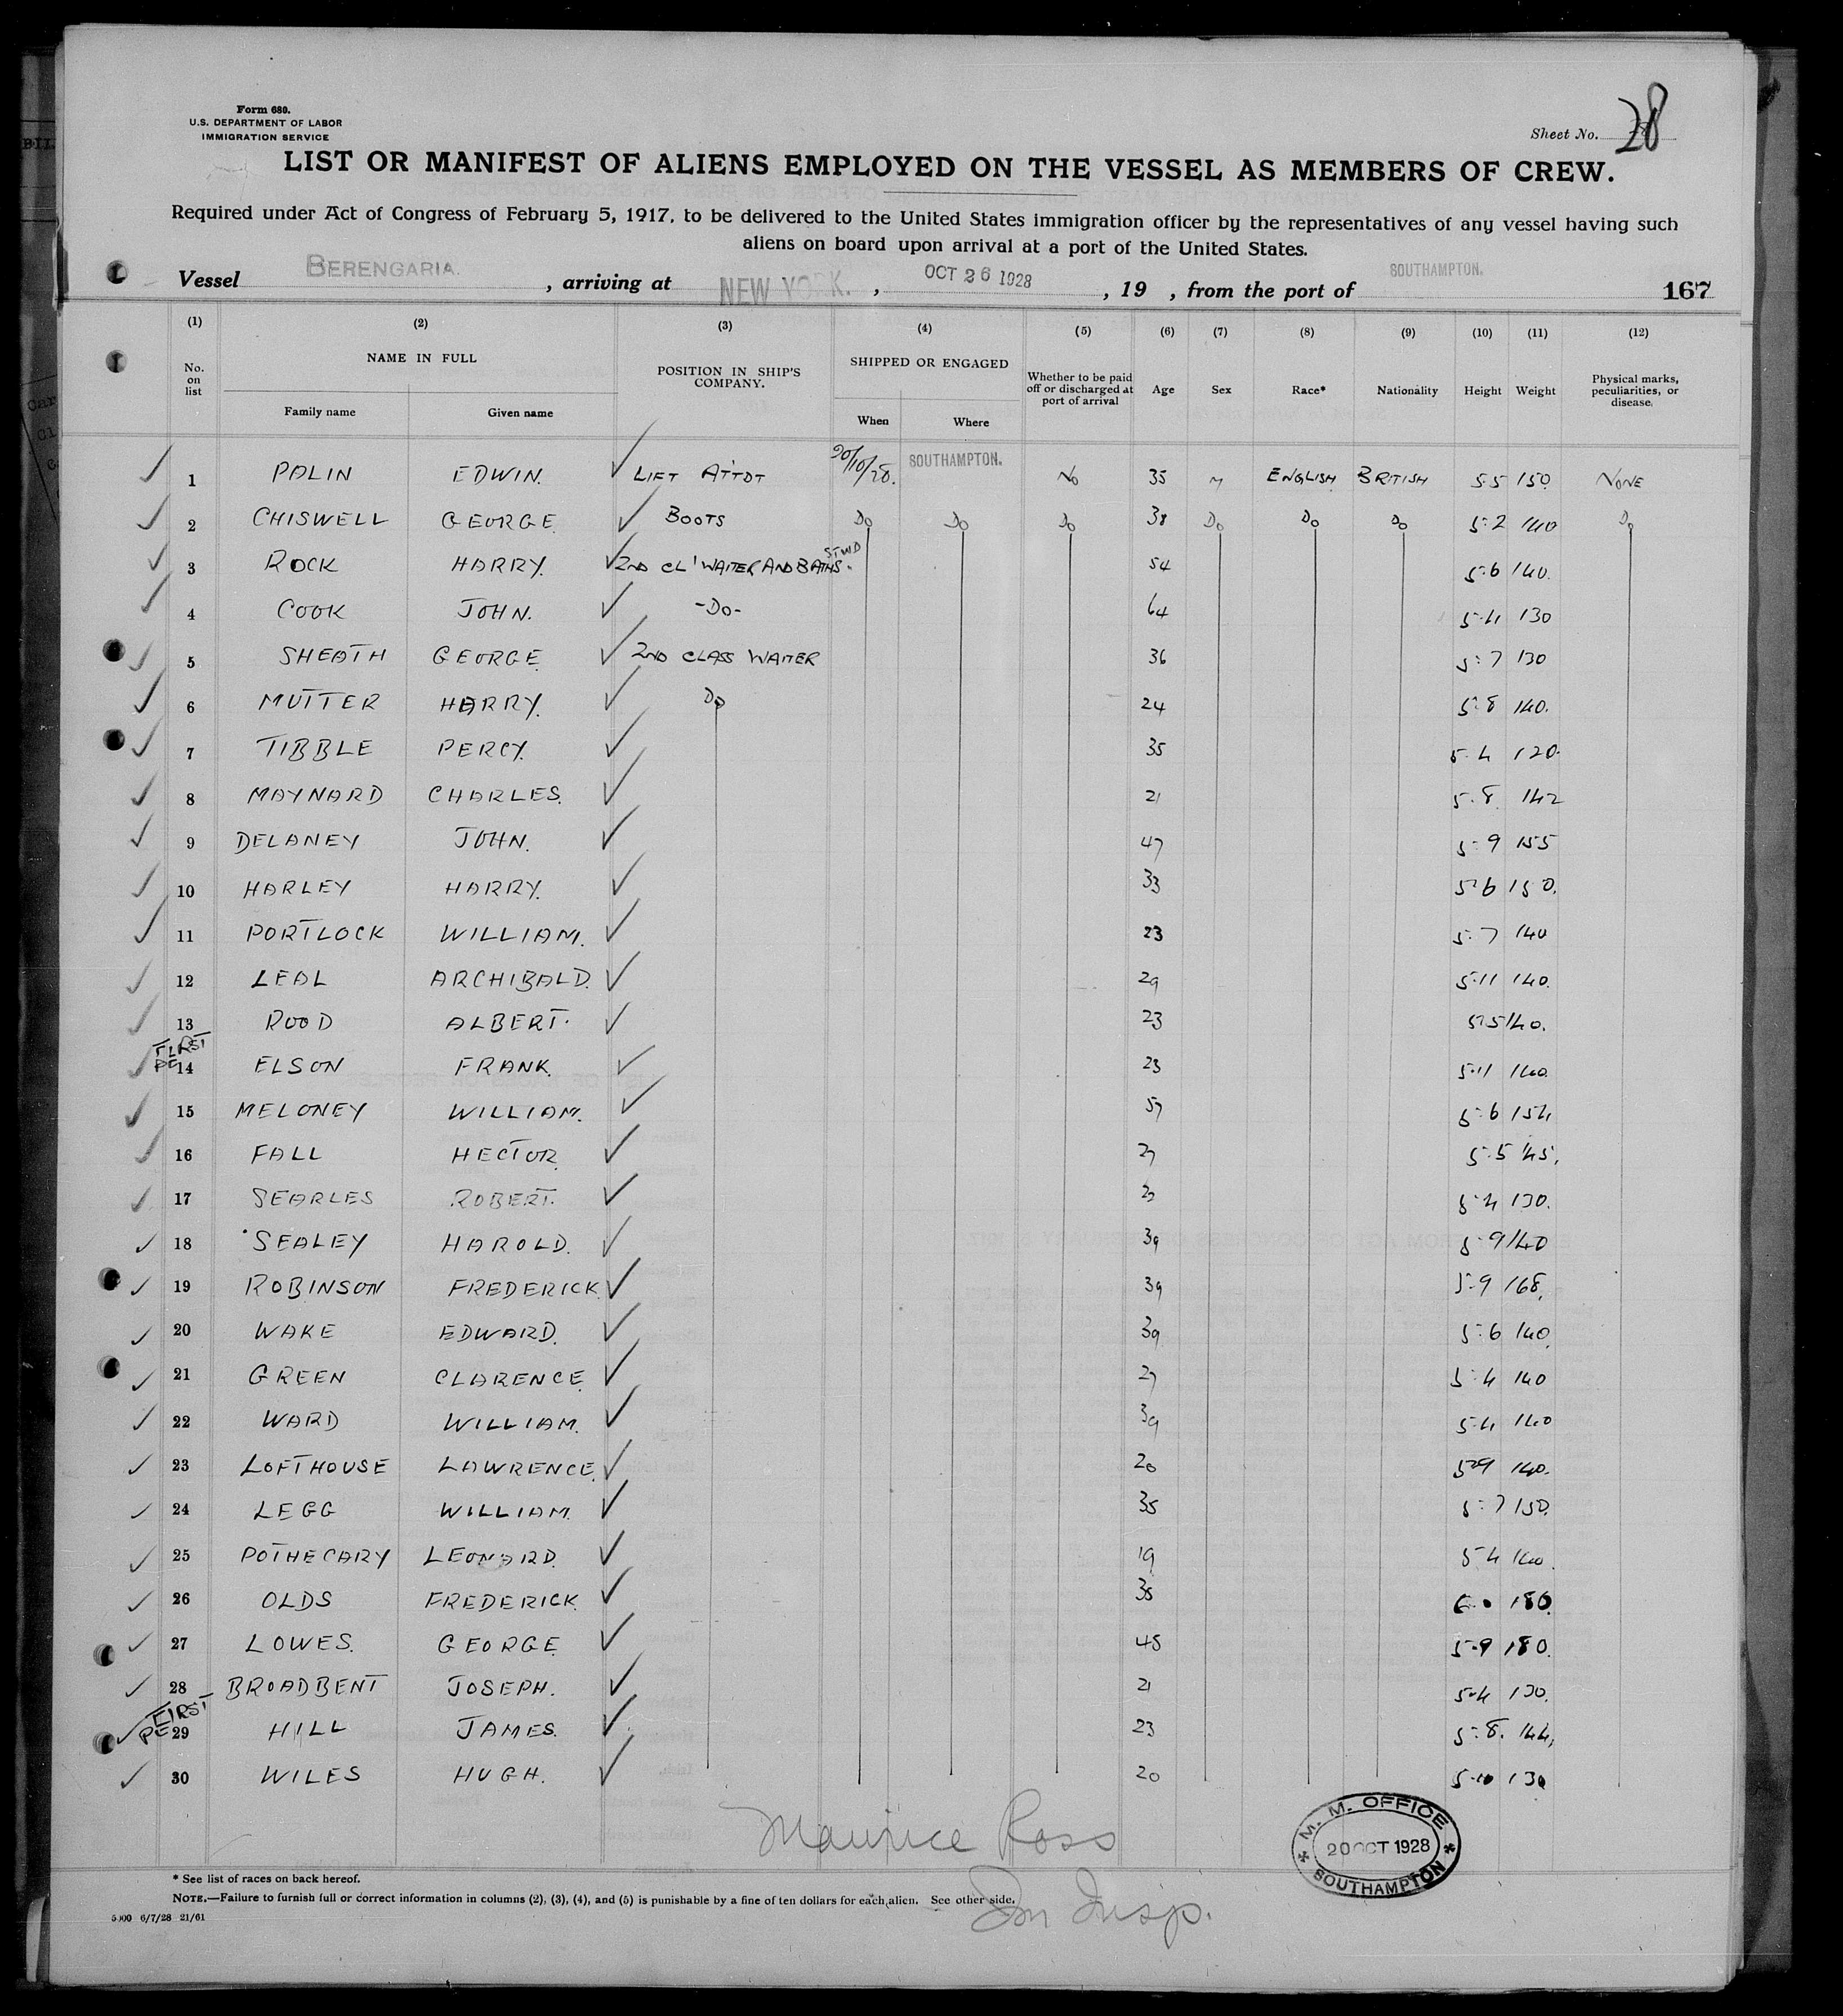 Form 680.
U.S. DEPARTMENT OF LABOR
IMMIGRATION SERVICE
Sheet No. 28
LIST OR MANIFEST OF ALIENS EMPLOYED ON THE VESSEL AS MEMBERS OF CREW.
Required under Act of Congress of February 5, 1917, to be delivered to the United States immigration officer by the representatives of any vessel having such
aliens on board upon arrival at a port of the United States.
Vessel BERENGARIA. , arriving at NEW YORK. , OCT 26 1928 , 19 , from the port of SOUTHAMPTON. 167
(1) (2) (3) (4) (5) (6) (7) (8) (9) (10) (11) (12)
No. on list NAME IN FULL POSITION IN SHIP'S COMPANY. SHIPPED OR ENGAGED Whether to be paid off or discharged at port of arrival Age Sex Race* Nationality Height Weight Physical marks, peculiarities, or disease.
Family name Given name When Where
1 PALIN EDWIN. LIFT ATTDT 20/10/28. SOUTHAMPTON. No 35 M ENGLISH BRITISH 5 5 150 NONE
2 CHISWELL GEORGE. BOOTS Do Do Do 38 Do Do Do 5:2 140 Do
3 ROCK HARRY. 2ND CL' WAITER AND BATHS. STWD 54 5:6 140.
4 COOK JOHN. -Do- 64 5.4 130
5 SHEATH GEORGE. 2ND CLASS WAITER 36 5:7 130
6 MUTTER HARRY. Do 24 5:8 140.
7 TIBBLE PERCY. 35 5.4 120.
8 MAYNARD CHARLES. 21 5.8. 142
9 DELANEY JOHN. 47 5:9 155
10 HARLEY HARRY. 33 5:6 150.
11 PORTLOCK WILLIAM. 23 5:7 140
12 LEAL ARCHIBALD. 29 5.11 140.
13 ROOD ALBERT. 23 5:5 140.
FIRST
PE 14 ELSON FRANK. 23 5.11 140.
15 MELONEY WILLIAM. 57 5:6 154
16 FALL HECTOR. 27 5.5 145.
17 SEARLES ROBERT. 5:4 130.
18 SEALEY HAROLD. 39 5:9 140
19 ROBINSON FREDERICK. 39 5:9 168.
20 WAKE EDWARD. 39 5:6 140.
21 GREEN CLARENCE. 27 5:4 140
22 WARD WILLIAM. 39 5.4 140
23 LOFTHOUSE LAWRENCE. 20 5:9 140.
24 LEGG WILLIAM. 35 5:7 150.
25 POTHECARY LEONARD. 19 5 4 140.
26 OLDS FREDERICK. 38 6.0 180.
27 LOWES. GEORGE. 45 5.9 180.
28 BROADBENT JOSEPH. 21 5.4 130.
FIRST
PE 29 HILL JAMES. 23 5:8. 144.
30 WILES HUGH. 20 5.10 130
Maurice Ross
Im Insp.
M. M. OFFICE
20 OCT 1928
SOUTHAMPTON
* See list of races on back hereof.
NOTE.—Failure to furnish full or correct information in columns (2), (3), (4), and (5) is punishable by a fine of ten dollars for each alien. See other side.
5000 6/7/28 21/61